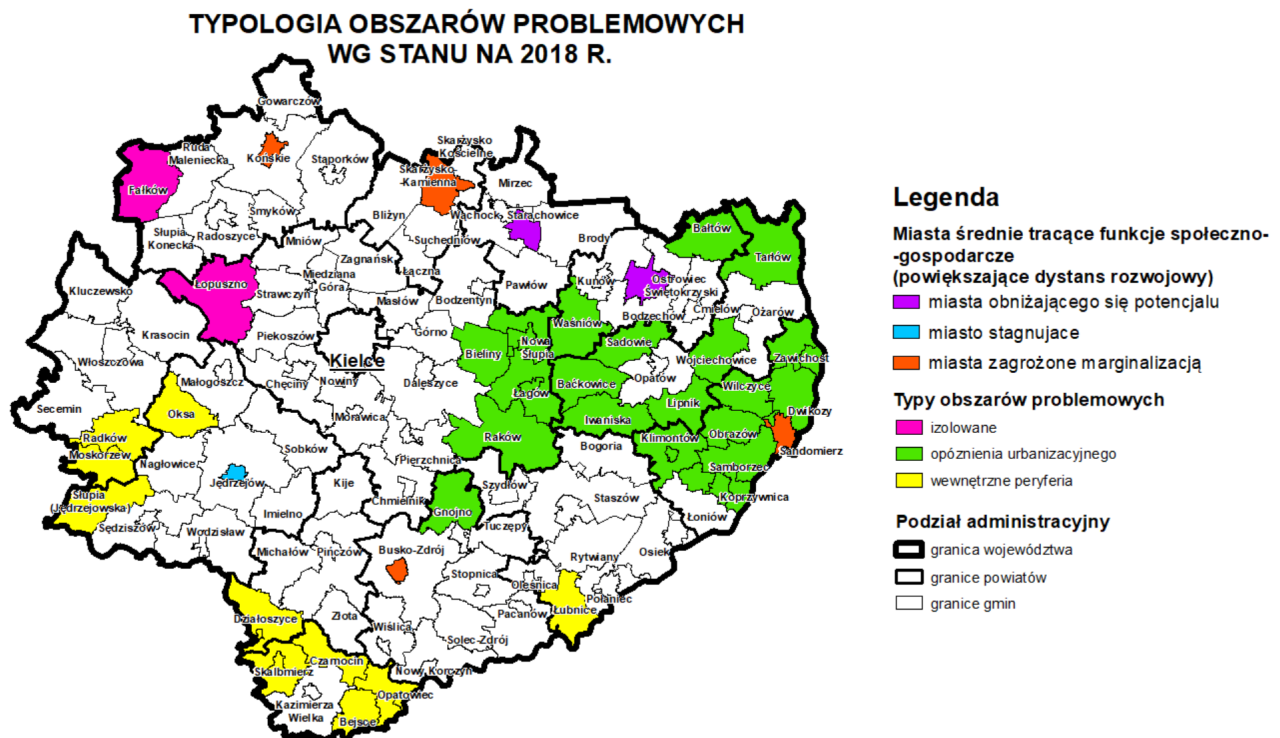 TYPOLOGIA OBSZARÓW PROBLEMOWYCH
WG STANU NA 2018 R.
Gowarczów
Ruda
Maleniecka
Końskie
Stąporków
Skarżysko
Kościelne
Skarżysko-
Kamienna
Mirzec
Fałków
Smyków
Bliżyn
Wąchock
Starachowice
Słupia
Konecka
Radoszyce
Suchedniów
Brody
Bałtów
Tarłów
Mniów
Zagnańsk
Łączna
Kluczewsko
Łopuszno
Strawczyn
Miedziana
Góra
Masłów
Bodzentyn
Pawłów
Kunów
Ostrowiec
Świętokrzyski
Bodzechów
Ćmielów
Ożarów
Krasocin
Piekoszów
Górno
Waśniów
Sadowie
Włoszczowa
Kielce
Bieliny
Nowa
Słupia
Wojciechowice
Zawichost
Małogoszcz
Chęciny
Nowiny
Daleszyce
Baćkowice
Opatów
Wilczyce
Secemin
Oksa
Morawica
Łagów
Iwaniska
Lipnik
Dwikozy
Radków
Moskorzew
Nagłowice
Sobków
Raków
Klimontów
Obrazów
Sandomierz
Jędrzejów
Pierzchnica
Bogoria
Samborzec
Słupia
(Jędrzejowska)
Kije
Chmielnik
Szydłów
Staszów
Koprzywnica
Sędziszów
Wodzisław
Imielno
Gnojno
Tuczępy
Łoniów
Michałów
Pińczów
Busko-Zdrój
Rytwiany
Osiek
Stopnica
Oleśnica
Połaniec
Działoszyce
Złota
Wiślica
Pacanów
Łubnice
Solec-Zdrój
Czarnocin
Skalbmierz
Nowy Korczyn
Opatowiec
Kazimierza
Wielka
Bejsce
Legenda
Miasta średnie tracące funkcje społeczno-
-gospodarcze
(powiększające dystans rozwojowy)
miasta obniżającego się potencjalu
miasto stagnujace
miasta zagrożone marginalizacją
Typy obszarów problemowych
izolowane
opóznienia urbanizacyjnego
wewnętrzne peryferia
Podział administracyjny
granica województwa
granice powiatów
granice gmin